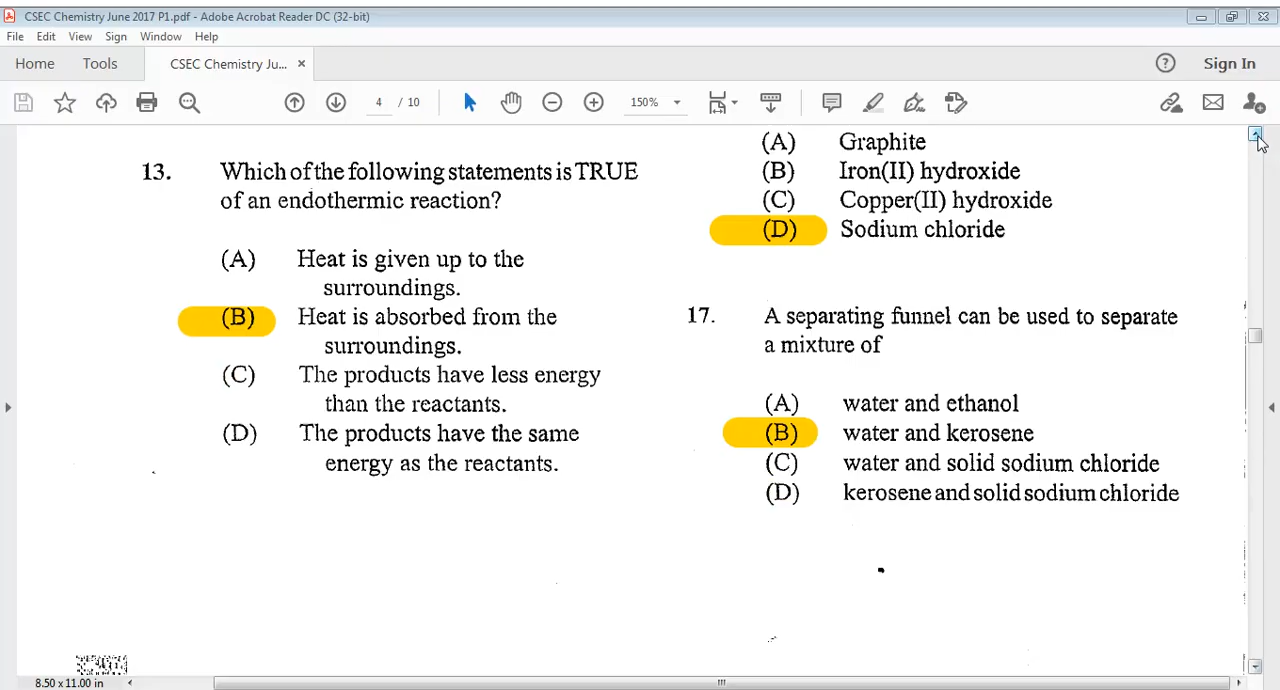 CSEC Chemistry June 2017 P1.pdf - Adobe Acrobat Reader DC (32-bit)
File Edit View Sign Window Help
Home Tools CSEC Chemistry Ju... × ? Sign In
4 / 10 150%
13. Which of the following statements is TRUE
of an endothermic reaction?
(A) Heat is given up to the
surroundings.
(B) Heat is absorbed from the
surroundings.
(C) The products have less energy
than the reactants.
(D) The products have the same
energy as the reactants.
(A) Graphite
(B) Iron(II) hydroxide
(C) Copper(II) hydroxide
(D) Sodium chloride
17. A separating funnel can be used to separate
a mixture of
(A) water and ethanol
(B) water and kerosene
(C) water and solid sodium chloride
(D) kerosene and solid sodium chloride
8.50 x 11.00 in